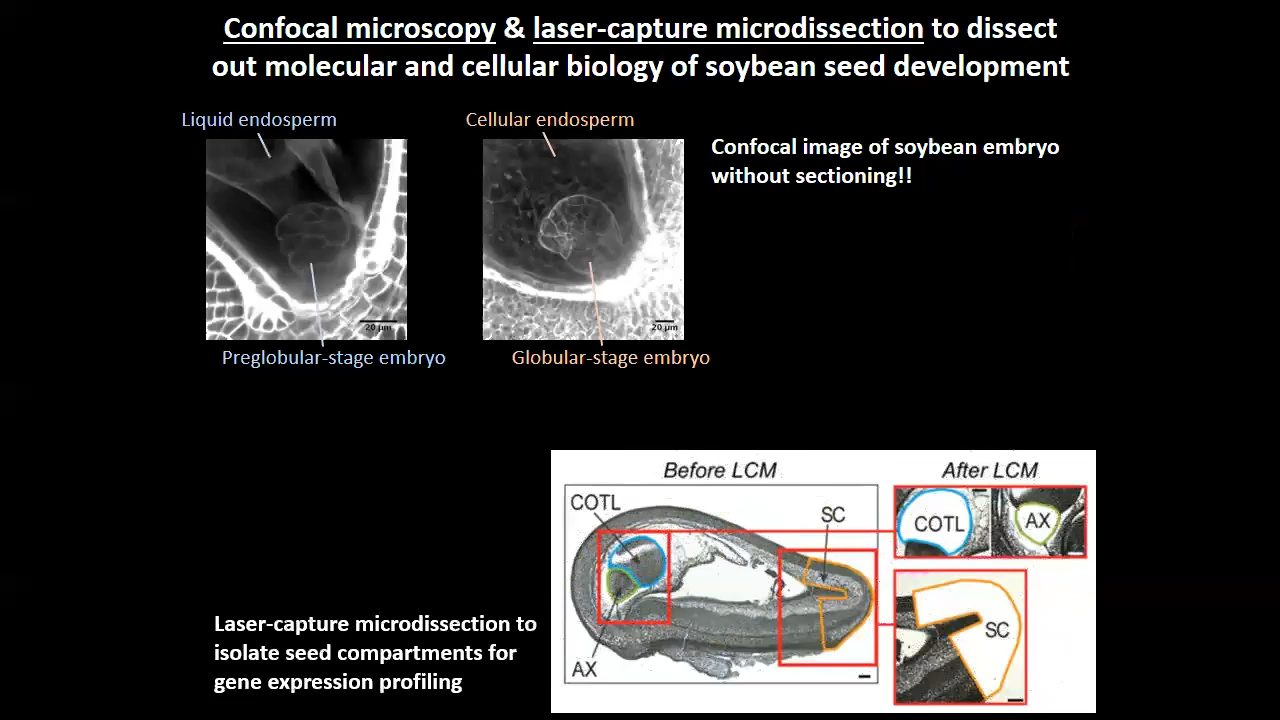 Confocal microscopy & laser-capture microdissection to dissect
out molecular and cellular biology of soybean seed development
Liquid endosperm
Cellular endosperm
Confocal image of soybean embryo
without sectioning!!
20 µm
20 µm
Preglobular-stage embryo
Globular-stage embryo
Before LCM
After LCM
COTL
SC
COTL
AX
SC
AX
Laser-capture microdissection to
isolate seed compartments for
gene expression profiling